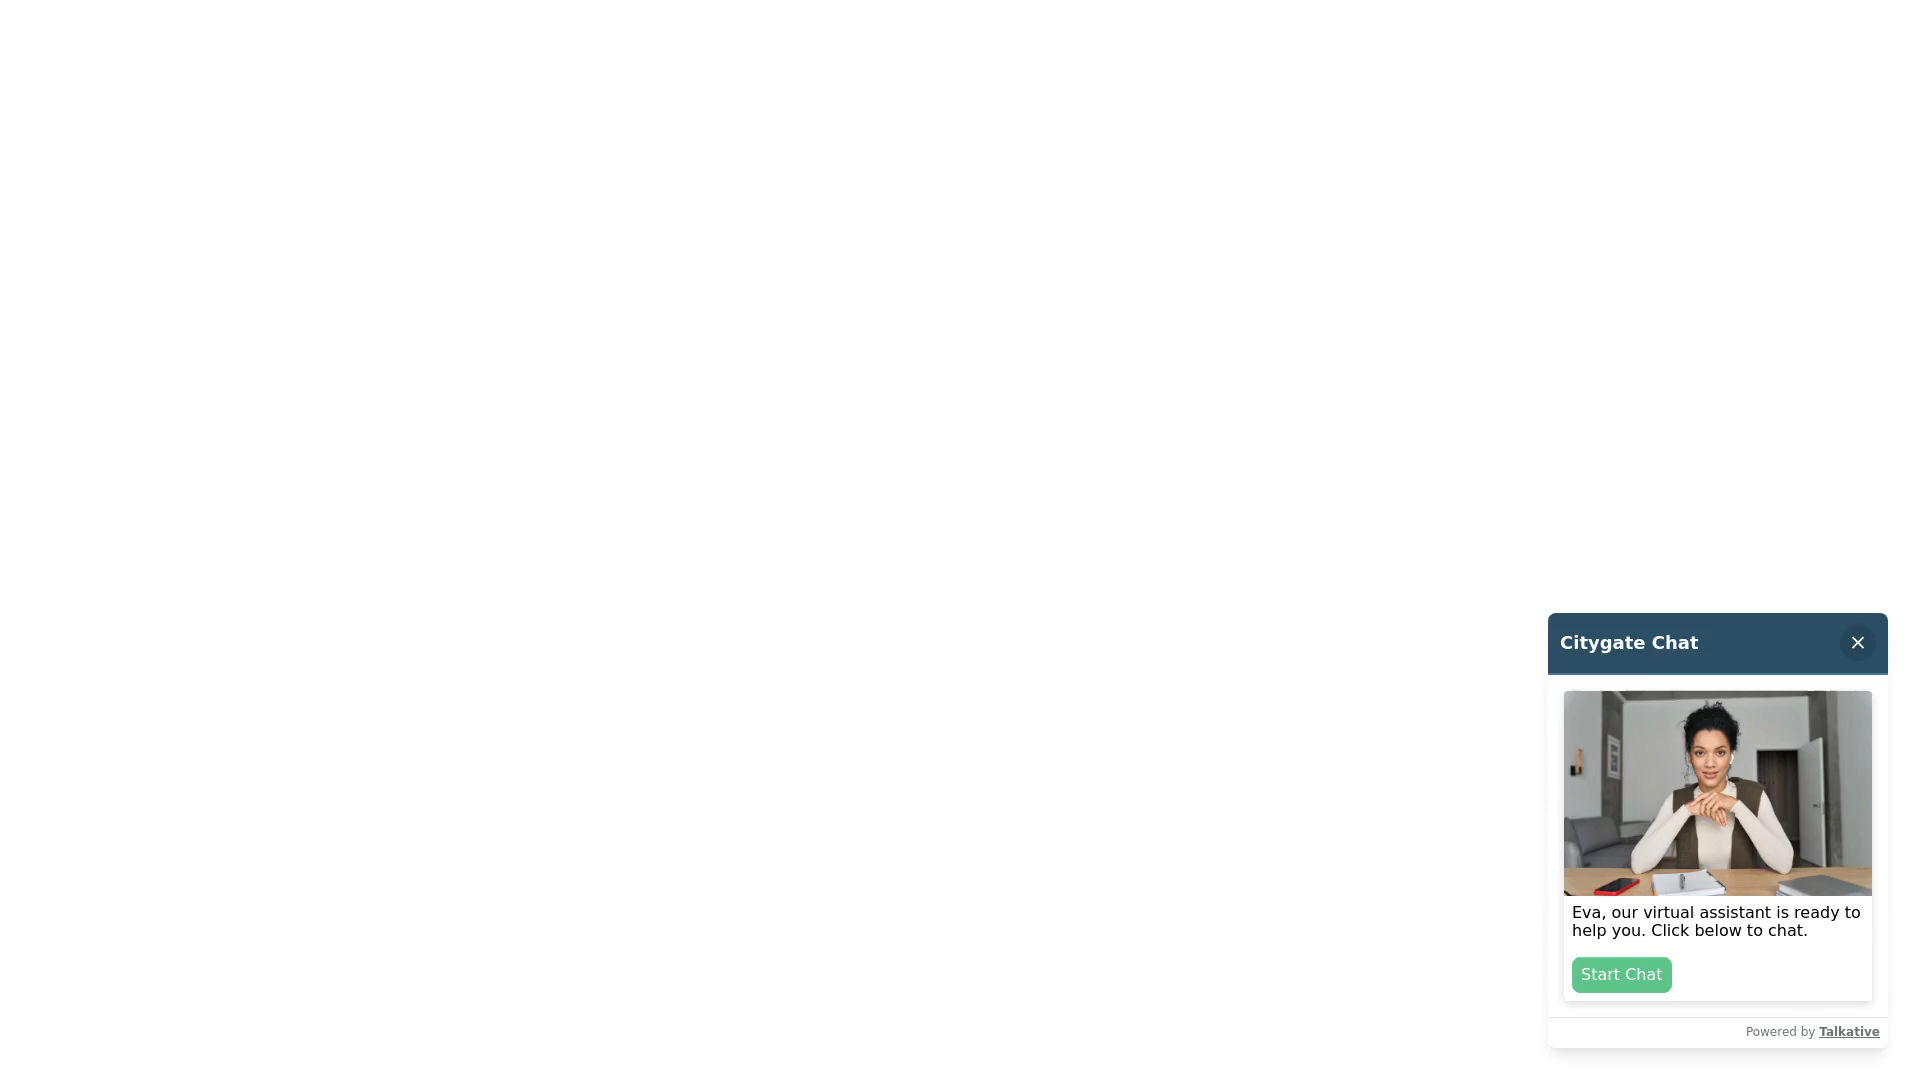 Citygate Chat
Eva, our virtual assistant is ready to
help you. Click below to chat.
Start Chat
Powered by Talkative